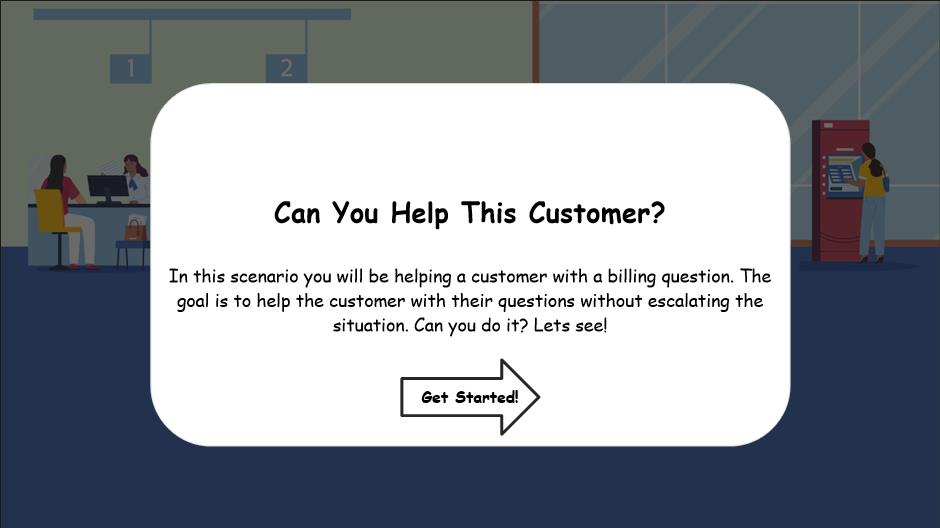 1
2
Can You Help This Customer?
In this scenario you will be helping a customer with a billing question. The
goal is to help the customer with their questions without escalating the
situation. Can you do it? Lets see!
Get Started!